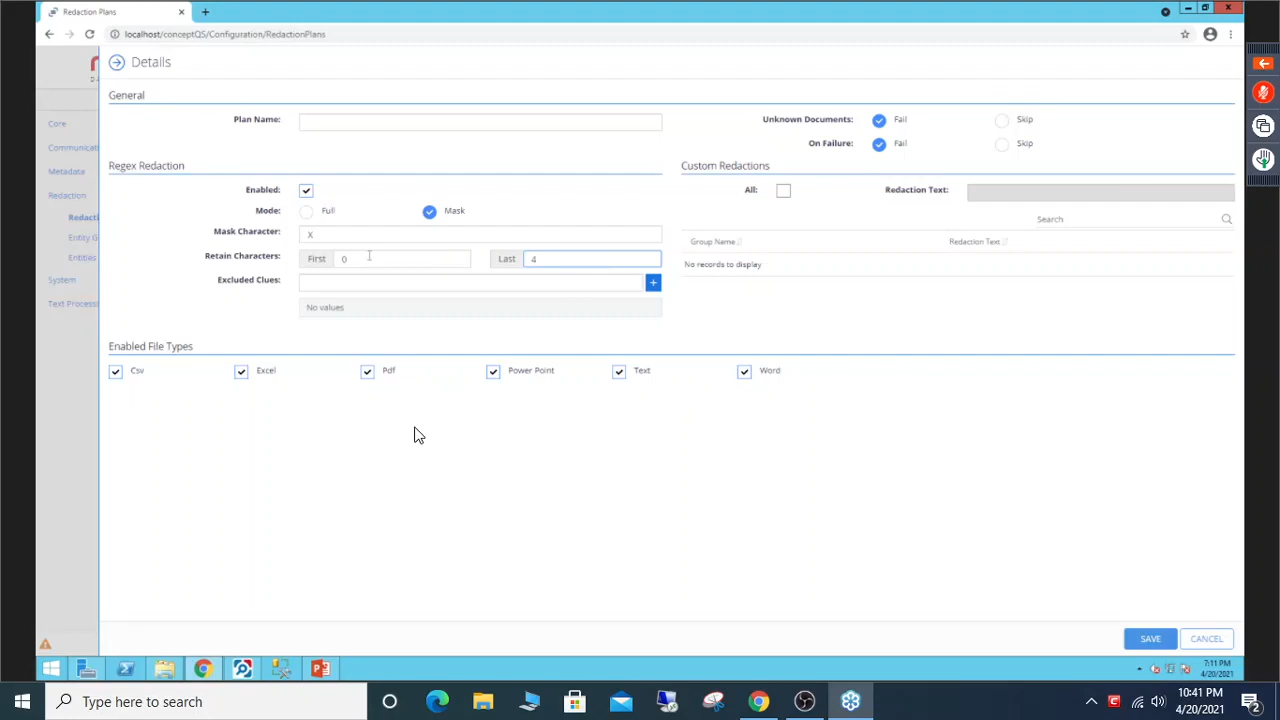 Redaction Plans
localhost/conceptQS/Configuration/RedactionPlans
Details
General
Plan Name:
Unknown Documents: Fail Skip
On Failure: Fail Skip
Core
Communicat
Metadata
Redaction
Redacti
Entity G
Entities
System
Text Process
Regex Redaction
Enabled:
Mode: Full Mask
Mask Character: X
Retain Characters: First 0 Last 4
Excluded Clues:
+
No values
Custom Redactions
All: Redaction Text:
Search
Group Name Redaction Text
No records to display
Enabled File Types
Csv Excel Pdf Power Point Text Word
SAVE CANCEL
7:11 PM
4/20/2021
Type here to search
10:41 PM
4/20/2021
2